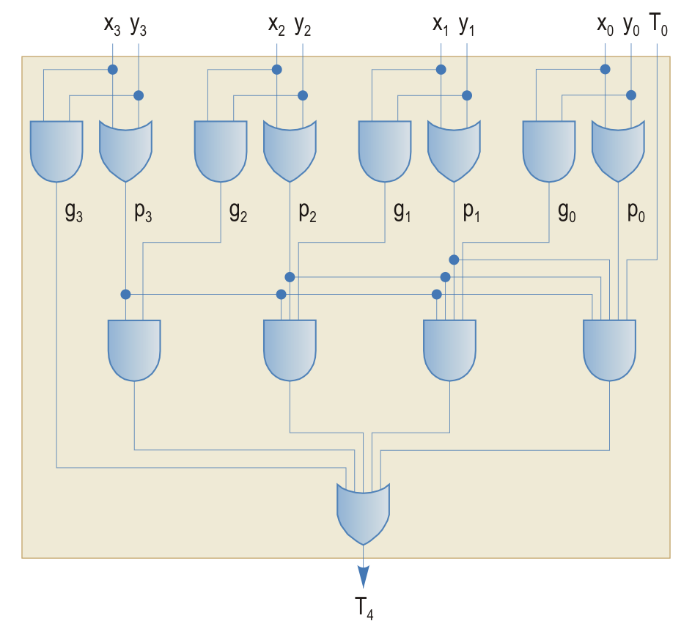 x₃ y₃ x₂ y₂ x₁ y₁ x₀ y₀ T₀
g₃ p₃ g₂ p₂ g₁ p₁ g₀ p₀
T₄